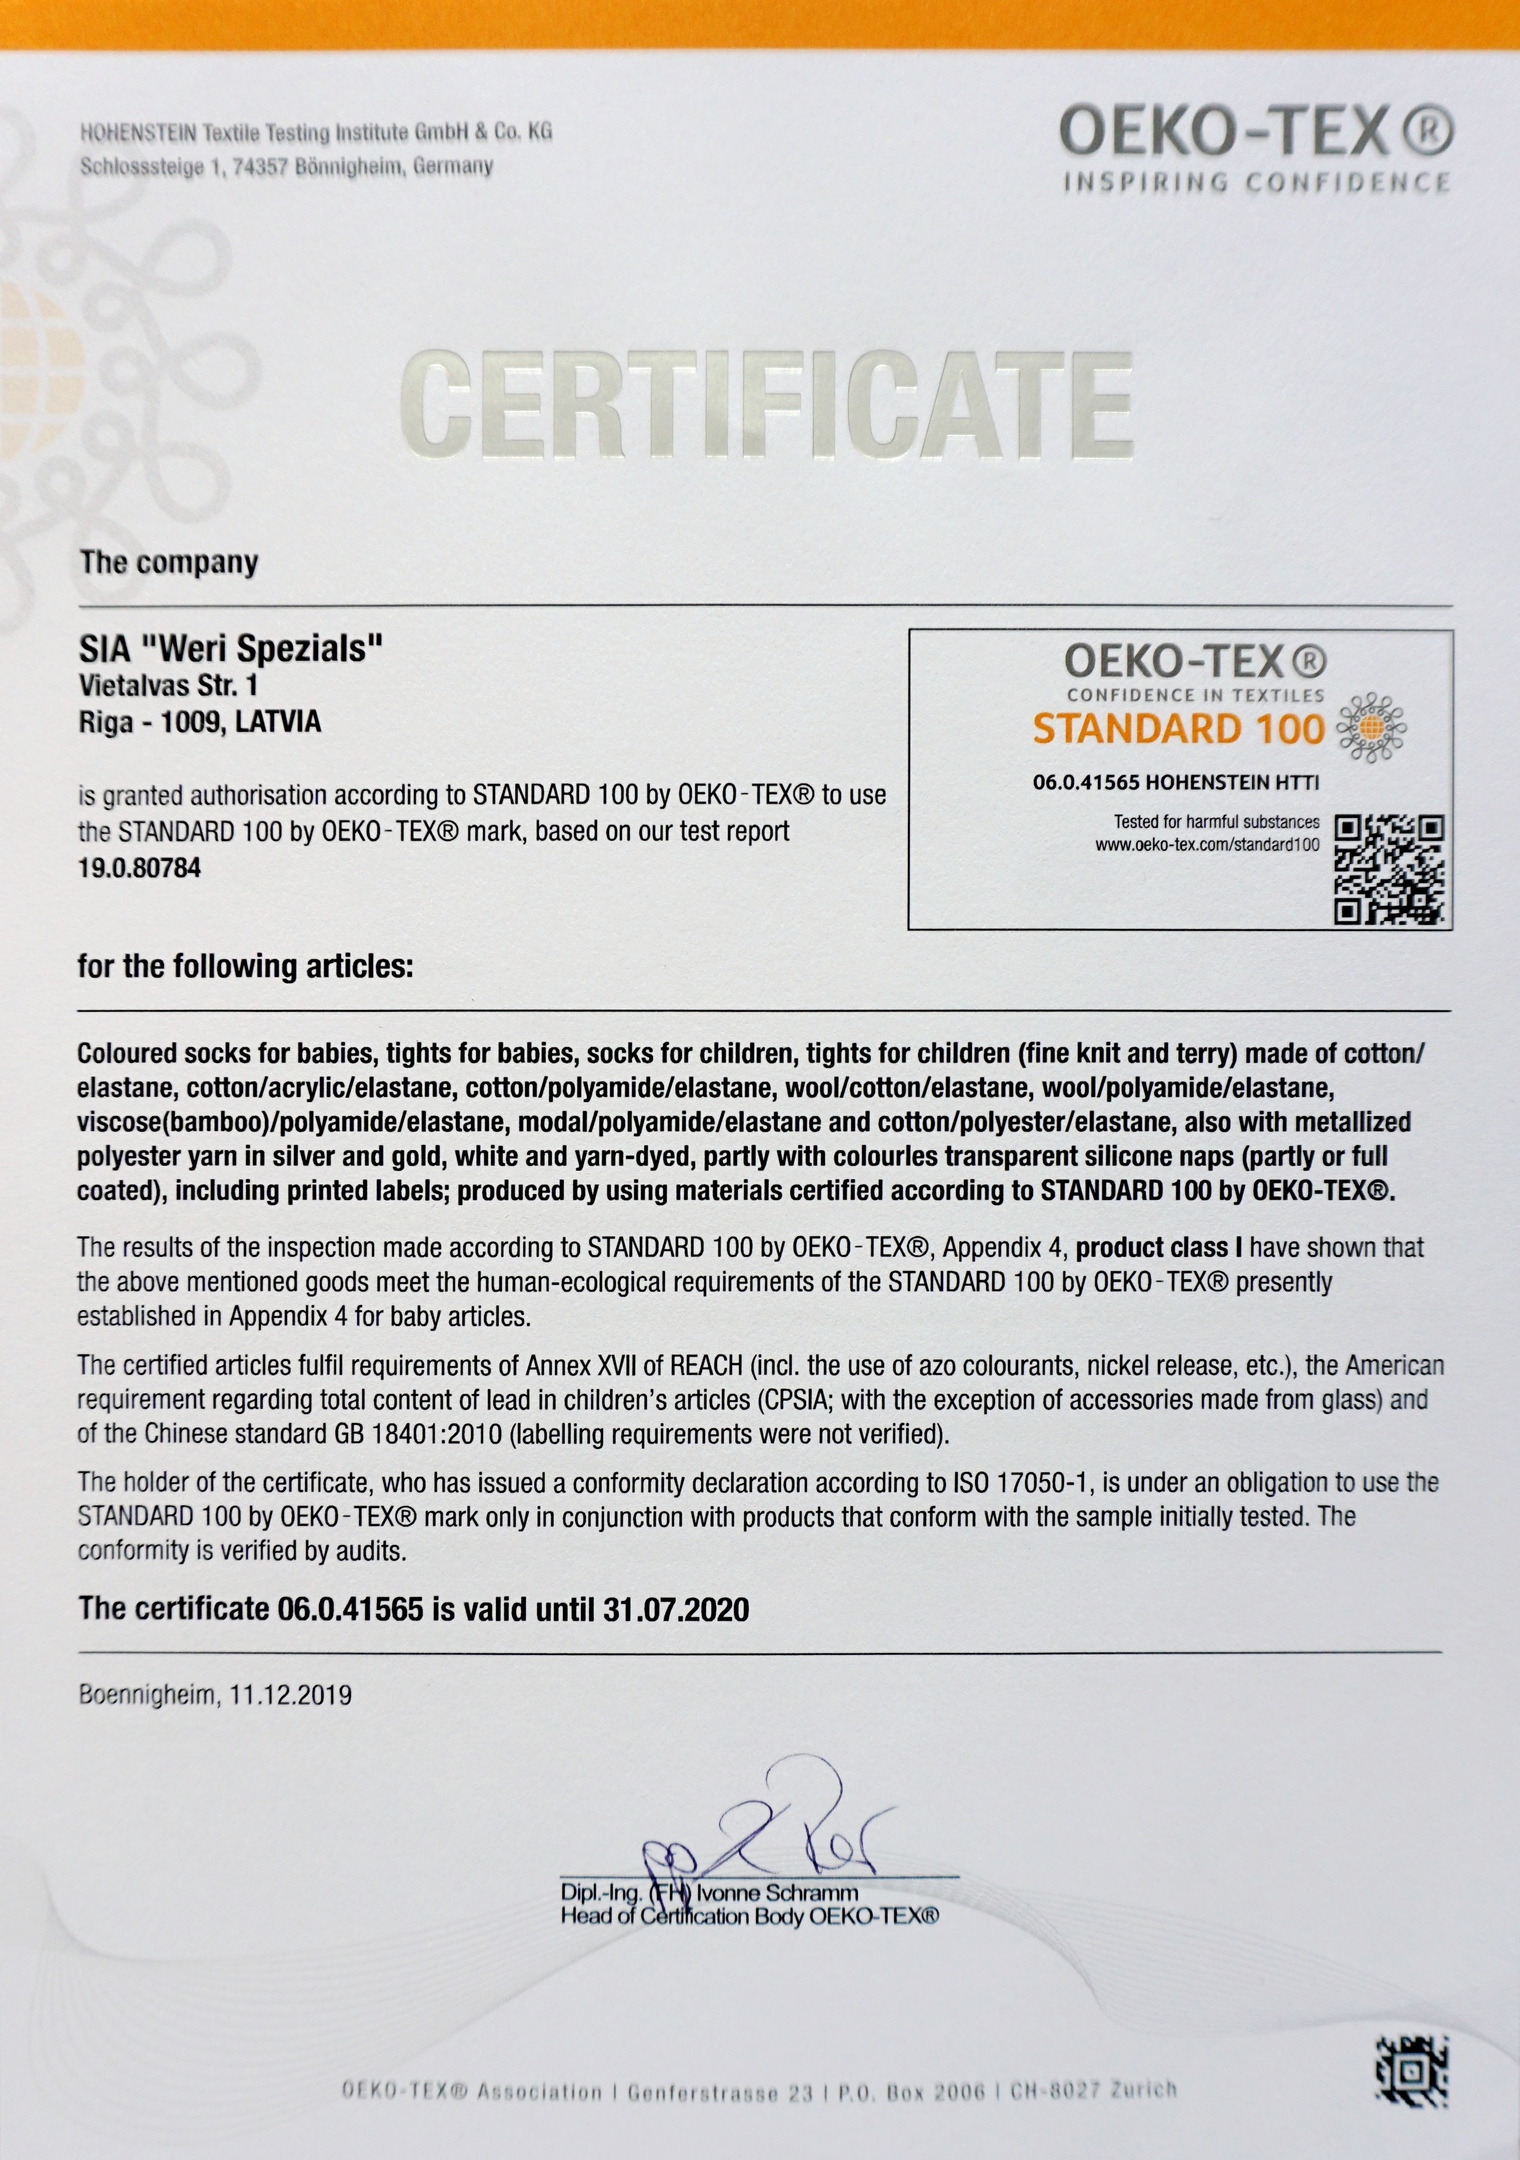 HOHENSTEIN Textile Testing Institute GmbH & Co. KG
Schlosssteige 1, 74357 Bönnigheim, Germany
OEKO-TEX®
INSPIRING CONFIDENCE
CERTIFICATE
The company
SIA "Weri Spezials"
Vietalvas Str. 1
Riga - 1009, LATVIA
is granted authorisation according to STANDARD 100 by OEKO-TEX® to use
the STANDARD 100 by OEKO-TEX® mark, based on our test report
19.0.80784
OEKO-TEX®
CONFIDENCE IN TEXTILES
STANDARD 100
06.0.41565 HOHENSTEIN HTTI
Tested for harmful substances
www.oeko-tex.com/standard100
for the following articles:
Coloured socks for babies, tights for babies, socks for children, tights for children (fine knit and terry) made of cotton/
elastane, cotton/acrylic/elastane, cotton/polyamide/elastane, wool/cotton/elastane, wool/polyamide/elastane,
viscose(bamboo)/polyamide/elastane, modal/polyamide/elastane and cotton/polyester/elastane, also with metallized
polyester yarn in silver and gold, white and yarn-dyed, partly with colourles transparent silicone naps (partly or full
coated), including printed labels; produced by using materials certified according to STANDARD 100 by OEKO-TEX®.
The results of the inspection made according to STANDARD 100 by OEKO-TEX®, Appendix 4, product class I have shown that
the above mentioned goods meet the human-ecological requirements of the STANDARD 100 by OEKO-TEX® presently
established in Appendix 4 for baby articles.
The certified articles fulfil requirements of Annex XVII of REACH (incl. the use of azo colourants, nickel release, etc.), the American
requirement regarding total content of lead in children's articles (CPSIA; with the exception of accessories made from glass) and
of the Chinese standard GB 18401:2010 (labelling requirements were not verified).
The holder of the certificate, who has issued a conformity declaration according to ISO 17050-1, is under an obligation to use the
STANDARD 100 by OEKO-TEX® mark only in conjunction with products that conform with the sample initially tested. The
conformity is verified by audits.
The certificate 06.0.41565 is valid until 31.07.2020
Boennigheim, 11.12.2019
Dipl.-Ing. (FH) Ivonne Schramm
Head of Certification Body OEKO-TEX®
OEKO-TEX® Association | Genferstrasse 23 | P.O. Box 2006 | CH-8027 Zurich